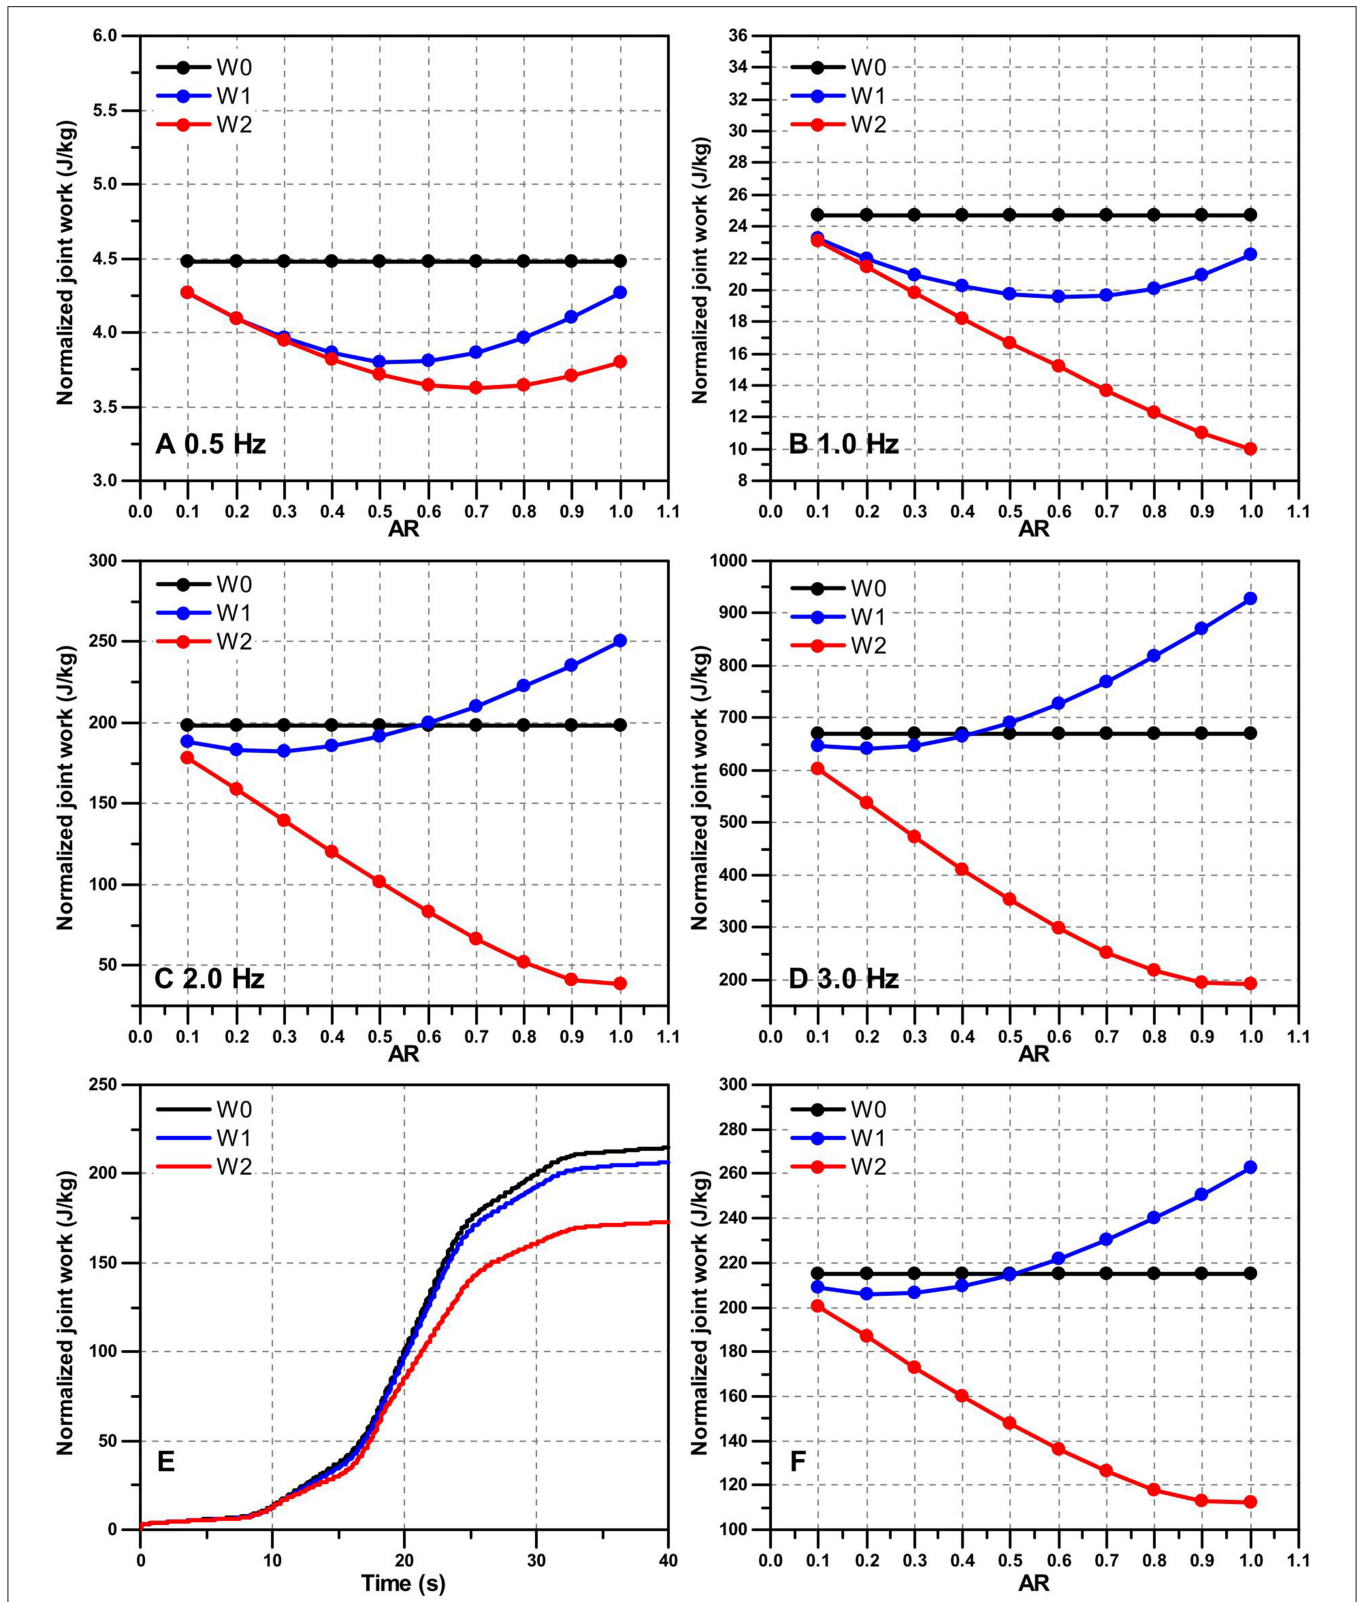 W0
W1
W2
Normalized joint work (J/kg)
6.0
5.5
5.0
4.5
4.0
3.5
3.0
A 0.5 Hz
0.0 0.1 0.2 0.3 0.4 0.5 0.6 0.7 0.8 0.9 1.0 1.1
AR
W0
W1
W2
Normalized joint work (J/kg)
36
34
32
30
28
26
24
22
20
18
16
14
12
10
8
B 1.0 Hz
0.0 0.1 0.2 0.3 0.4 0.5 0.6 0.7 0.8 0.9 1.0 1.1
AR
W0
W1
W2
Normalized joint work (J/kg)
300
250
200
150
100
50
C 2.0 Hz
0.0 0.1 0.2 0.3 0.4 0.5 0.6 0.7 0.8 0.9 1.0 1.1
AR
W0
W1
W2
Normalized joint work (J/kg)
1000
900
800
700
600
500
400
300
200
D 3.0 Hz
0.0 0.1 0.2 0.3 0.4 0.5 0.6 0.7 0.8 0.9 1.0 1.1
AR
W0
W1
W2
Normalized joint work (J/kg)
250
200
150
100
50
0
E
0 10 20 30 40
Time (s)
W0
W1
W2
Normalized joint work (J/kg)
300
280
260
240
220
200
180
160
140
120
100
F
0.0 0.1 0.2 0.3 0.4 0.5 0.6 0.7 0.8 0.9 1.0 1.1
AR